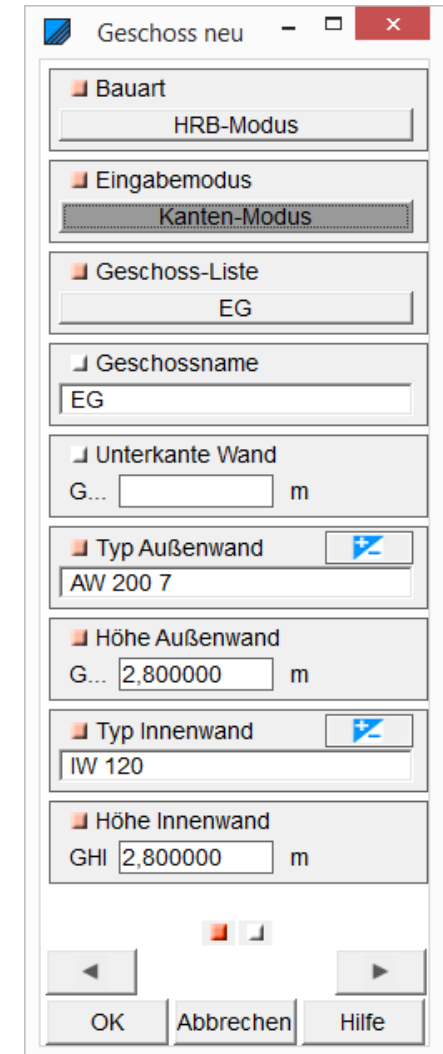 Geschoss neu
Bauart
HRB-Modus
Eingabemodus
Kanten-Modus
Geschoss-Liste
EG
Geschossname
EG
Unterkante Wand
G... m
Typ Außenwand
AW 200 7
Höhe Außenwand
G... 2,800000 m
Typ Innenwand
IW 120
Höhe Innenwand
GHI 2,800000 m
OK Abbrechen Hilfe